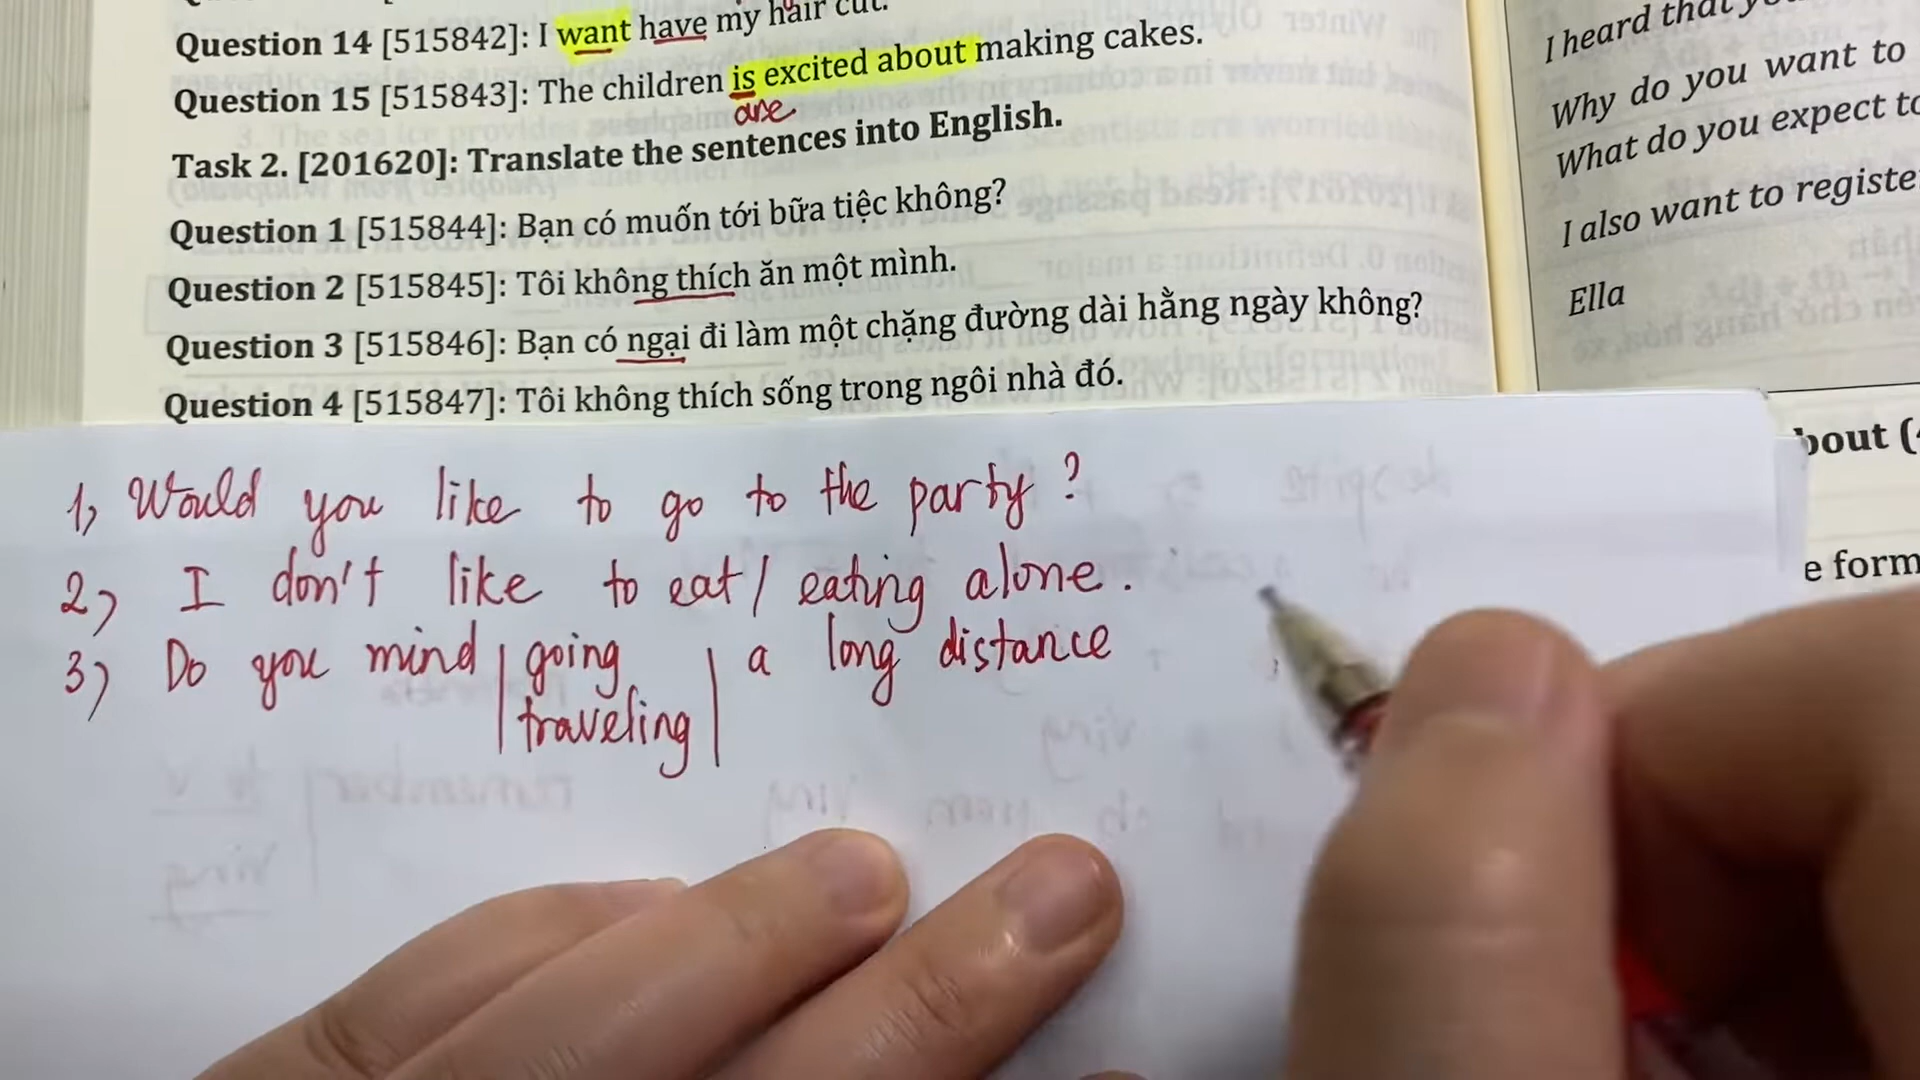 Question 14 [515842]: I want have my hair cut.
Question 15 [515843]: The children is excited about making cakes.
are
Task 2. [201620]: Translate the sentences into English.
Question 1 [515844]: Bạn có muốn tới bữa tiệc không?
Question 2 [515845]: Tôi không thích ăn một mình.
Question 3 [515846]: Bạn có ngại đi làm một chặng đường dài hằng ngày không?
Question 4 [515847]: Tôi không thích sống trong ngôi nhà đó.
1, Would you like to go to the party?
2) I don't like to eat / eating alone.
3) Do you mind | going | a long distance
traveling
I heard that
Why do you want to
What do you expect to
I also want to registe
Ella
bout (
e form